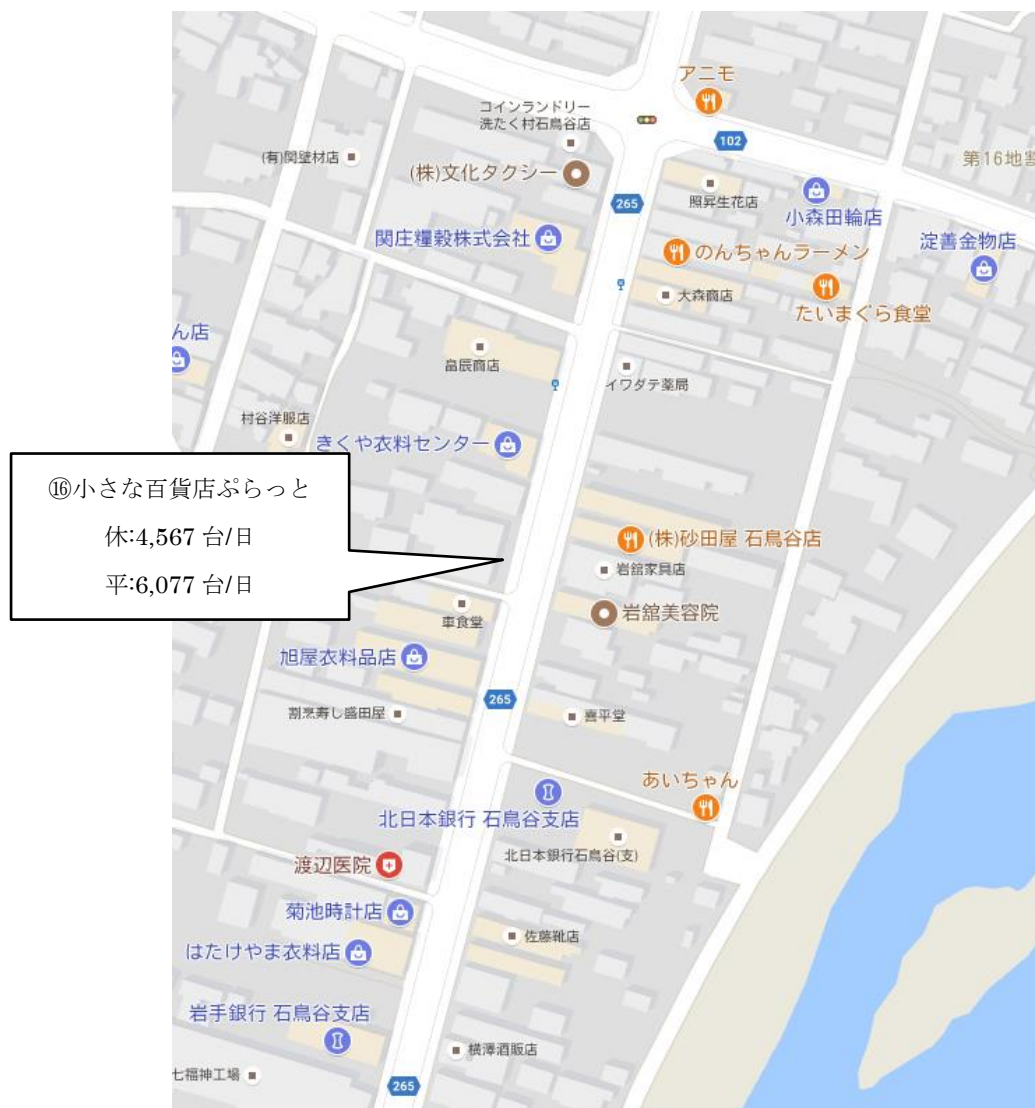 アニモ
コインランドリー
洗たく村石鳥谷店
102
(有)関塗材店
(株)文化タクシー
第16地割
照昇生花店
265
小森田輪店
関庄糧穀株式会社
淀善金物店
のんちゃんラーメン
大森商店
たいまぐら食堂
ん店
畠辰商店
イワダテ薬局
村谷洋服店
きくや衣料センター
⑯小さな百貨店ぷらっと
休:4,567 台/日
平:6,077 台/日
(株)砂田屋 石鳥谷店
岩舘家具店
車食堂
岩舘美容院
旭屋衣料品店
265
割烹寿し盛田屋
喜平堂
あいちゃん
北日本銀行 石鳥谷支店
北日本銀行石鳥谷(支)
渡辺医院
菊池時計店
佐藤靴店
はたけやま衣料店
岩手銀行 石鳥谷支店
横澤酒販店
七福神工場
265